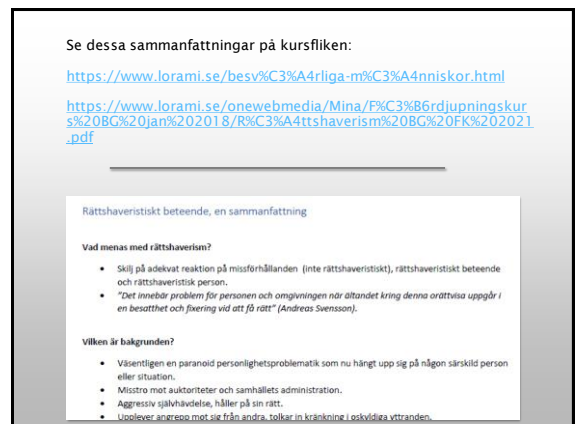 Se dessa sammanfattningar på kursfliken:
https://www.lorami.se/besv%C3%A4rliga-m%C3%A4nniskor.html
https://www.lorami.se/onewebmedia/Mina/F%C3%B6rdjupningskur
s%20BG%20jan%202018/R%C3%A4ttshaverism%20BG%20FK%202021
.pdf
Rättshaveristiskt beteende, en sammanfattning
Vad menas med rättshaverism?
• Skilj på adekvat reaktion på missförhållanden (inte rättshaveristiskt), rättshaveristiskt beteende
och rättshaveristisk person.
• "Det innebär problem för personen och omgivningen när ältandet kring denna orättvisa uppgår i
en besatthet och fixering vid att få rätt" (Andreas Svensson).
Vilken är bakgrunden?
• Väsentligen en paranoid personlighetsproblematik som nu hängt upp sig på någon särskild person
eller situation.
• Misstro mot auktoriteter och samhällets administration.
• Aggressiv självhävdelse, håller på sin rätt.
• Upplever angrepp mot sig från andra, tolkar in kränkning i oskyldiga yttranden.